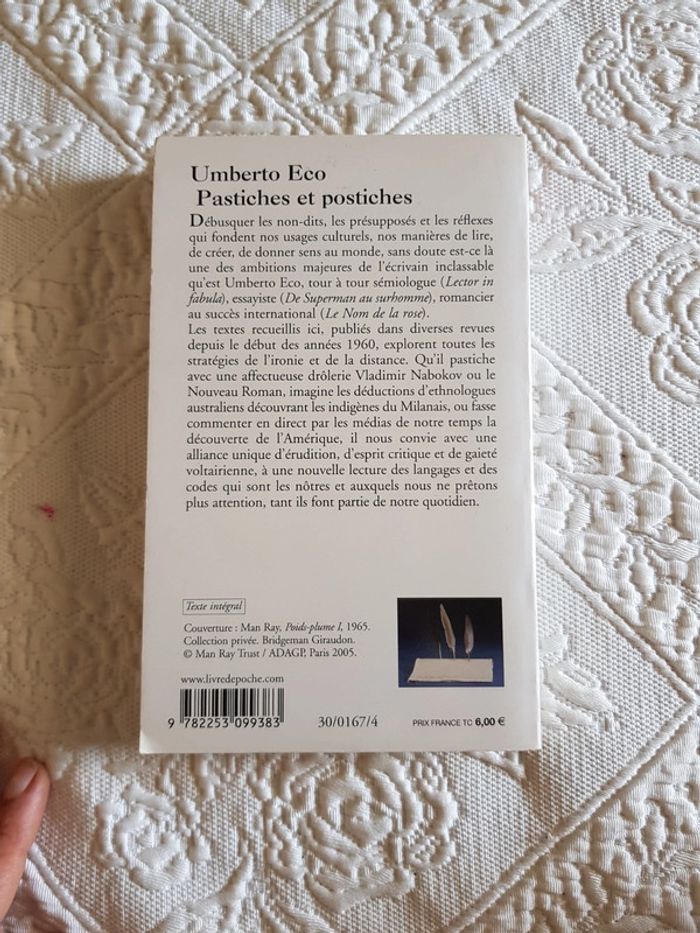 Umberto Eco
Pastiches et postiches
Débusquer les non-dits, les présupposés et les réflexes
qui fondent nos usages culturels, nos manières de lire,
de créer, de donner sens au monde, sans doute est-ce là
une des ambitions majeures de l'écrivain inclassable
qu'est Umberto Eco, tour à tour sémiologue (Lector in
fabula), essayiste (De Superman au surhomme), romancier
au succès international (Le Nom de la rose).
Les textes recueillis ici, publiés dans diverses revues
depuis le début des années 1960, explorent toutes les
stratégies de l'ironie et de la distance. Qu'il pastiche
avec une affectueuse drôlerie Vladimir Nabokov ou le
Nouveau Roman, imagine les déductions d'ethnologues
australiens découvrant les indigènes du Milanais, ou fasse
commenter en direct par les médias de notre temps la
découverte de l'Amérique, il nous convie avec une
alliance unique d'érudition, d'esprit critique et de gaieté
voltairienne, à une nouvelle lecture des langages et des
codes qui sont les nôtres et auxquels nous ne prêtons
plus attention, tant ils font partie de notre quotidien.
Texte intégral
Couverture : Man Ray, Poids-plume I, 1965.
Collection privée. Bridgeman Giraudon.
© Man Ray Trust / ADAGP, Paris 2005.
www.livredepoche.com
9 782253 099383
30/0167/4
PRIX FRANCE TC 6,00 €